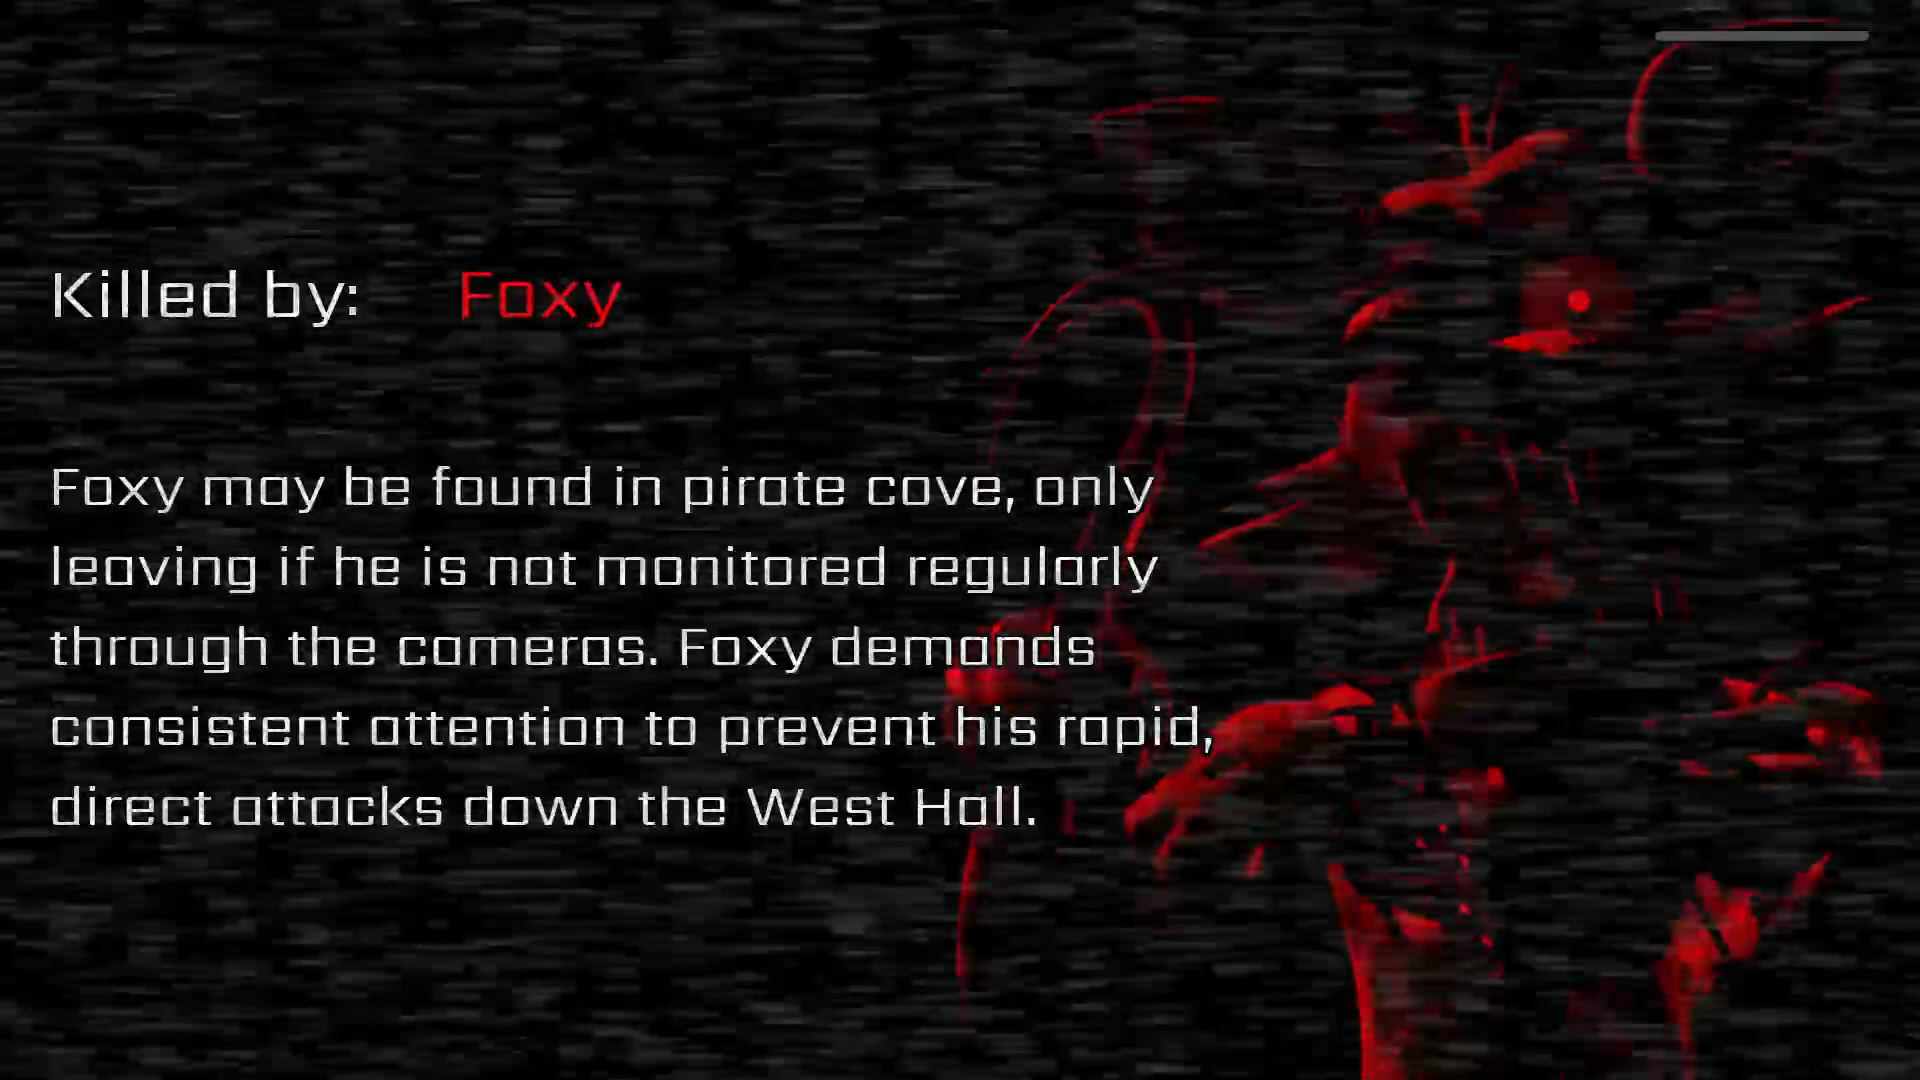 Killed by: Foxy
Foxy may be found in pirate cove, only
leaving if he is not monitored regularly
through the cameras. Foxy demands
consistent attention to prevent his rapid,
direct attacks down the West Hall.